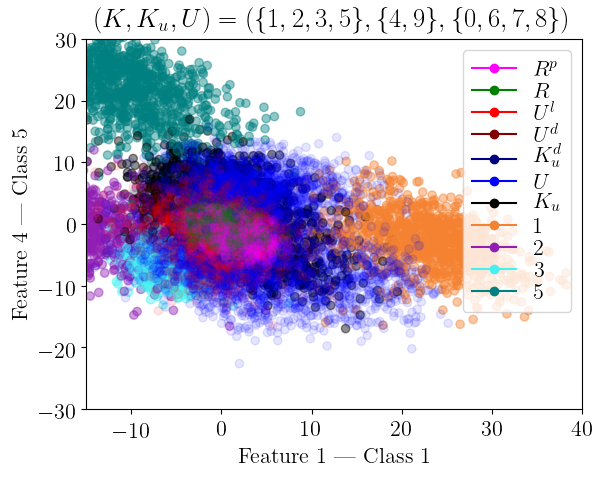 (K, K_u, U) = ({1, 2, 3, 5}, {4, 9}, {0, 6, 7, 8})
30
20
10
0
−10
−20
−30
Feature 4 — Class 5
R^p
R
U^l
U^d
K_u^d
U
K_u
1
2
3
5
−10
0
10
20
30
40
Feature 1 — Class 1